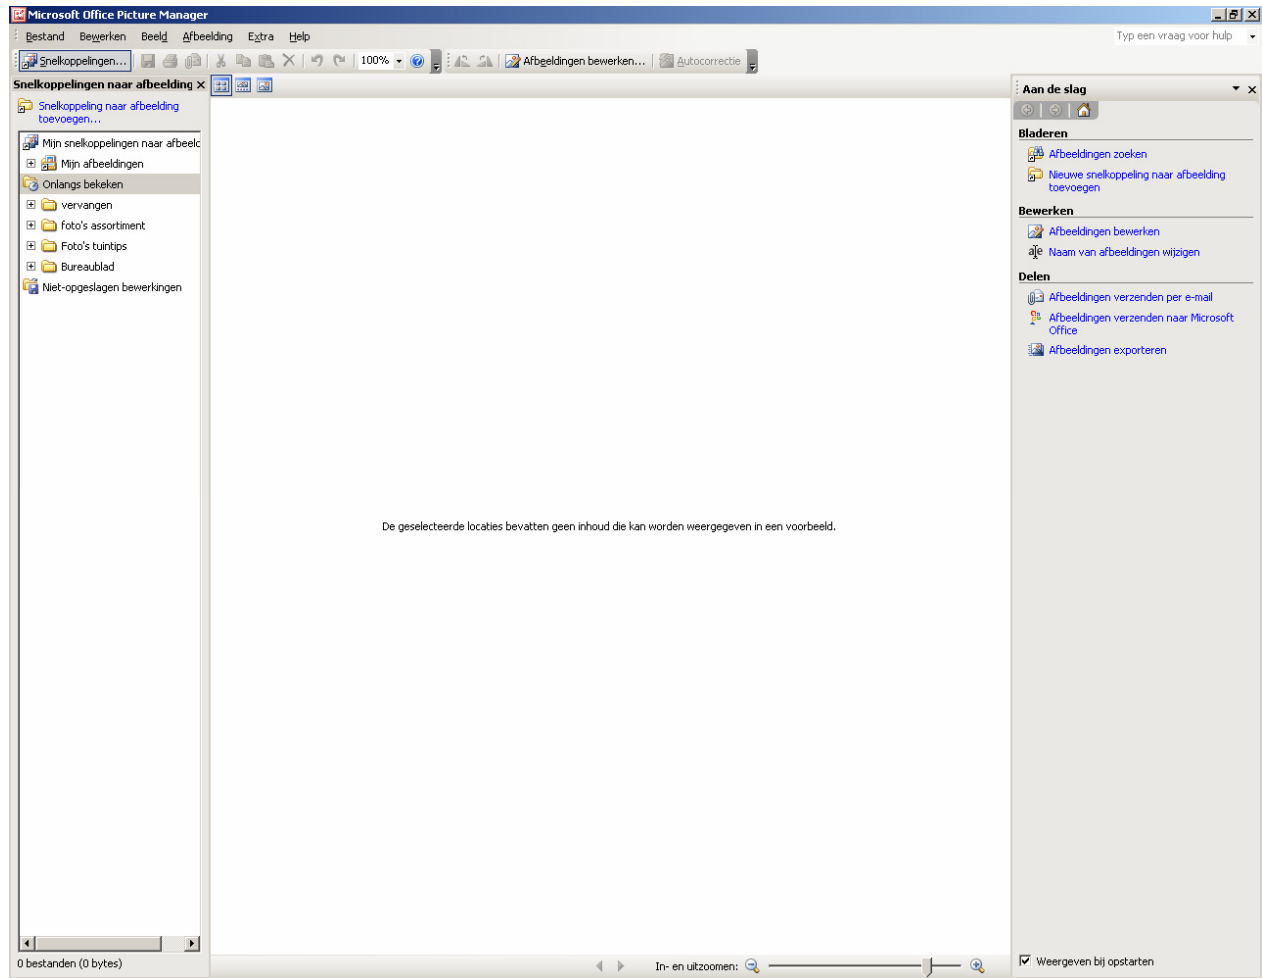 Microsoft Office Picture Manager
Bestand Bewerken Beeld Afbeelding Extra Help
Typ een vraag voor hulp
Snelkoppelingen... 100% Afbeeldingen bewerken... Autocorrectie
Snelkoppelingen naar afbeelding
Snelkoppeling naar afbeelding
toevoegen...
Mijn snelkoppelingen naar afbeelc
Mijn afbeeldingen
Onlangs bekeken
vervangen
foto's assortiment
Foto's tuintips
Bureaublad
Niet-opgeslagen bewerkingen
0 bestanden (0 bytes)
De geselecteerde locaties bevatten geen inhoud die kan worden weergegeven in een voorbeeld.
In- en uitzoomen:
Aan de slag
Bladeren
Afbeeldingen zoeken
Nieuwe snelkoppeling naar afbeelding
toevoegen
Bewerken
Afbeeldingen bewerken
Naam van afbeeldingen wijzigen
Delen
Afbeeldingen verzenden per e-mail
Afbeeldingen verzenden naar Microsoft
Office
Afbeeldingen exporteren
Weergeven bij opstarten